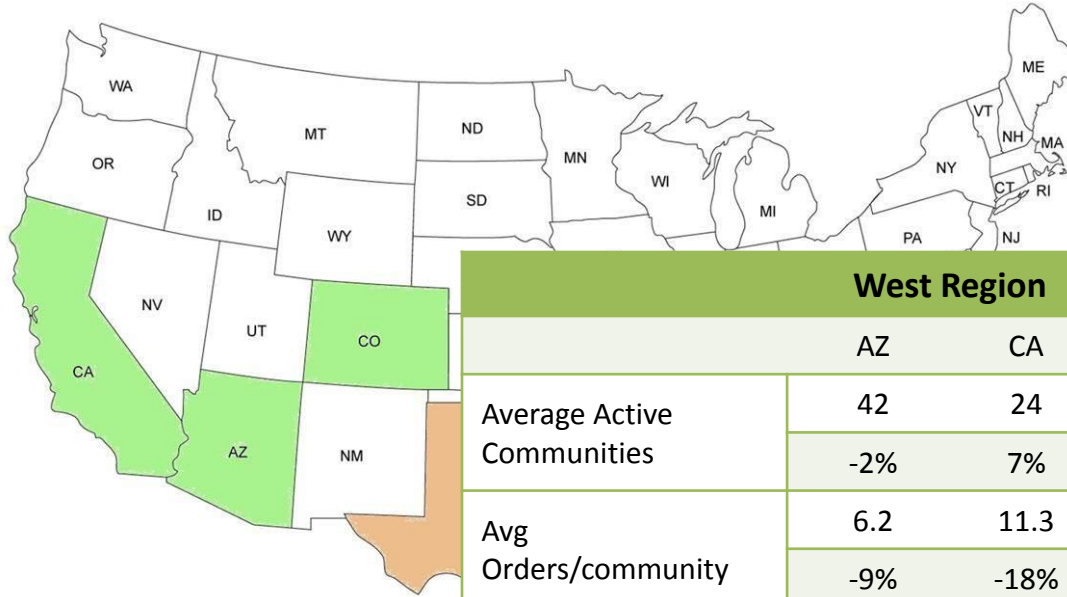 ME
WA
VT
MT
ND
NH
MA
MN
OR
NY
WI
CT
RI
SD
MI
ID
WY
PA
NJ
NV
UT
CO
CA
AZ
NM
West Region
AZ CA
Average Active
Communities
42 24
-2% 7%
Avg
Orders/community
6.2 11.3
-9% -18%